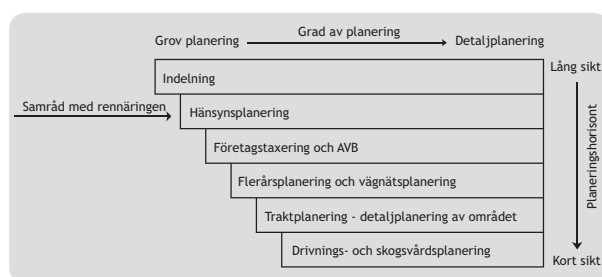 Grad av planering
Grov planering
Detaljplanering
Lång sikt
Indelning
Samråd med rennäringen
Hänsynsplanering
Företagstaxering och AVB
Flerårsplanering och vägnätsplanering
Traktplanering - detaljplanering av området
Drivnings- och skogsvårdsplanering
Planeringshorisont
Kort sikt